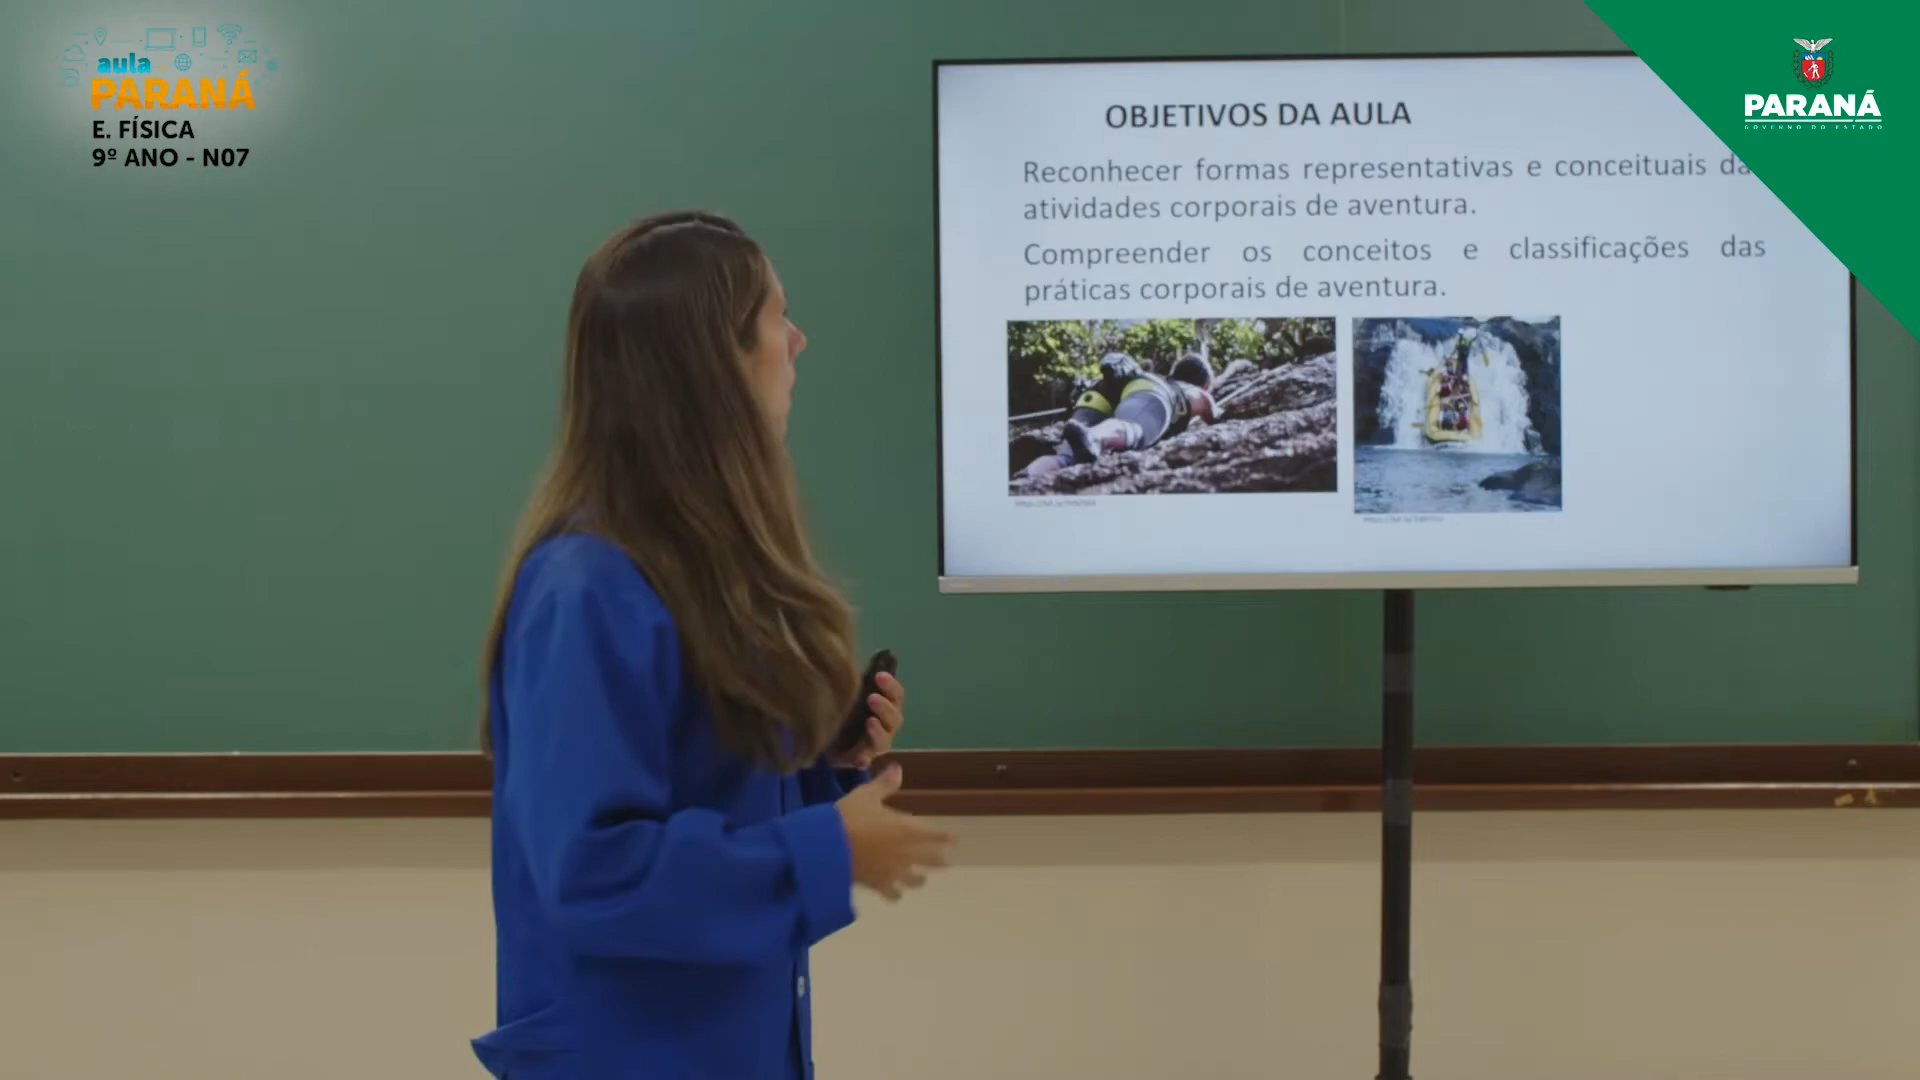 aula
PARANÁ
E. FÍSICA
9º ANO - N07
OBJETIVOS DA AULA
Reconhecer formas representativas e conceituais
atividades corporais de aventura.
Compreender os conceitos e classificações das
práticas corporais de aventura.
PARANÁ
GOVERNO DO ESTADO